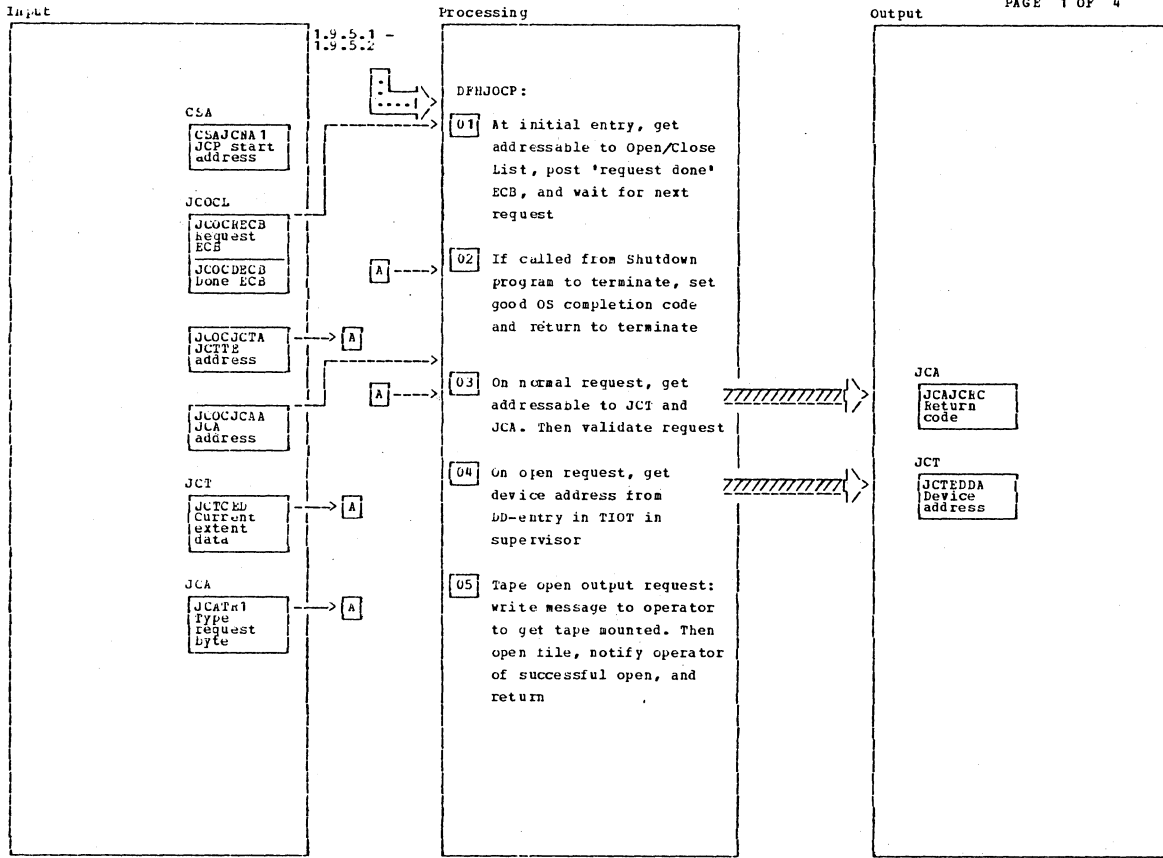 PAGE 1 OF 4
Input
Processing
Output
1.9.5.1 -
1.9.5.2
CSA
CSAJCNA1
JCP start
address
JCOCL
JCOCRECB
Request
ECB
JCOCDECB
Done ECB
JCOCJCTA
JCTTE
address
A
JCOCJCAA
JCA
address
JCT
JCTCED
Current
extent
data
A
JCA
JCATR1
Type
request
byte
A
DFHJOCP:
01 At initial entry, get
addressable to Open/Close
List, post 'request done'
ECB, and wait for next
request
A
02 If called from Shutdown
program to terminate, set
good OS completion code
and return to terminate
A
03 On normal request, get
addressable to JCT and
JCA. Then validate request
04 On open request, get
device address from
DD-entry in TIOT in
supervisor
05 Tape open output request:
write message to operator
to get tape mounted. Then
open file, notify operator
of successful open, and
return
JCA
JCAJCRC
Return
code
JCT
JCTEDDA
Device
address